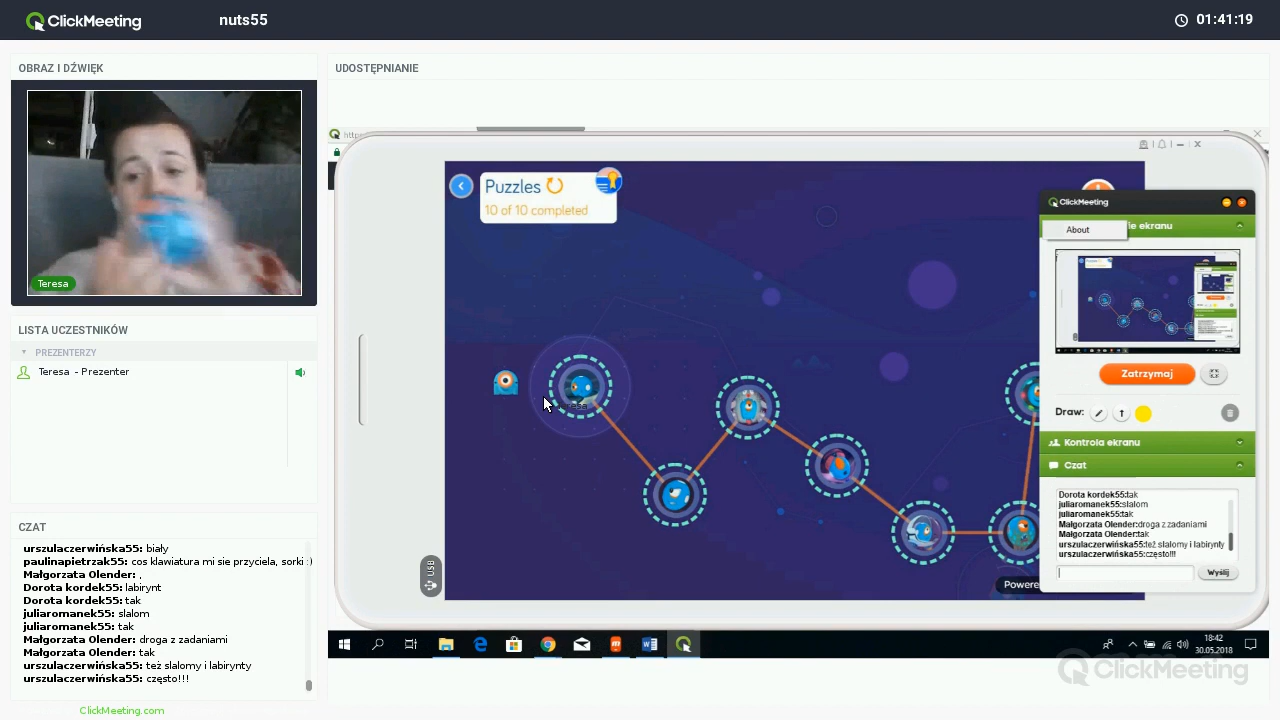 ClickMeeting
nuts55
01:41:19
OBRAZ I DŹWIĘK
Teresa
LISTA UCZESTNIKÓW
PREZENTERZY
Teresa - Prezenter
CZAT
urszulaczerwińska55: biały
paulinapietrzak55: cos klawiatura mi sie przyciela, sorki :)
Małgorzata Olender: .
Dorota kordek55: labirynt
Dorota kordek55: tak
juliaromanek55: slalom
juliaromanek55: tak
Małgorzata Olender: droga z zadaniami
Małgorzata Olender: tak
urszulaczerwińska55: też slalomy i labirynty
urszulaczerwińska55: często!!!
ClickMeeting.com
UDOSTĘPNIANIE
https
Puzzles
10 of 10 completed
USB
Powere
ClickMeeting
ie ekranu
About
Zatrzymaj
Draw:
Kontrola ekranu
Czat
Dorota kordek55:tak
juliaromanek55:slalom
juliaromanek55:tak
Małgorzata Olender:droga z zadaniami
Małgorzata Olender:tak
urszulaczerwińska55:też slalomy i labirynty
urszulaczerwińska55:często!!!
Wyślij
18:42
30.05.2018
ClickMeeting